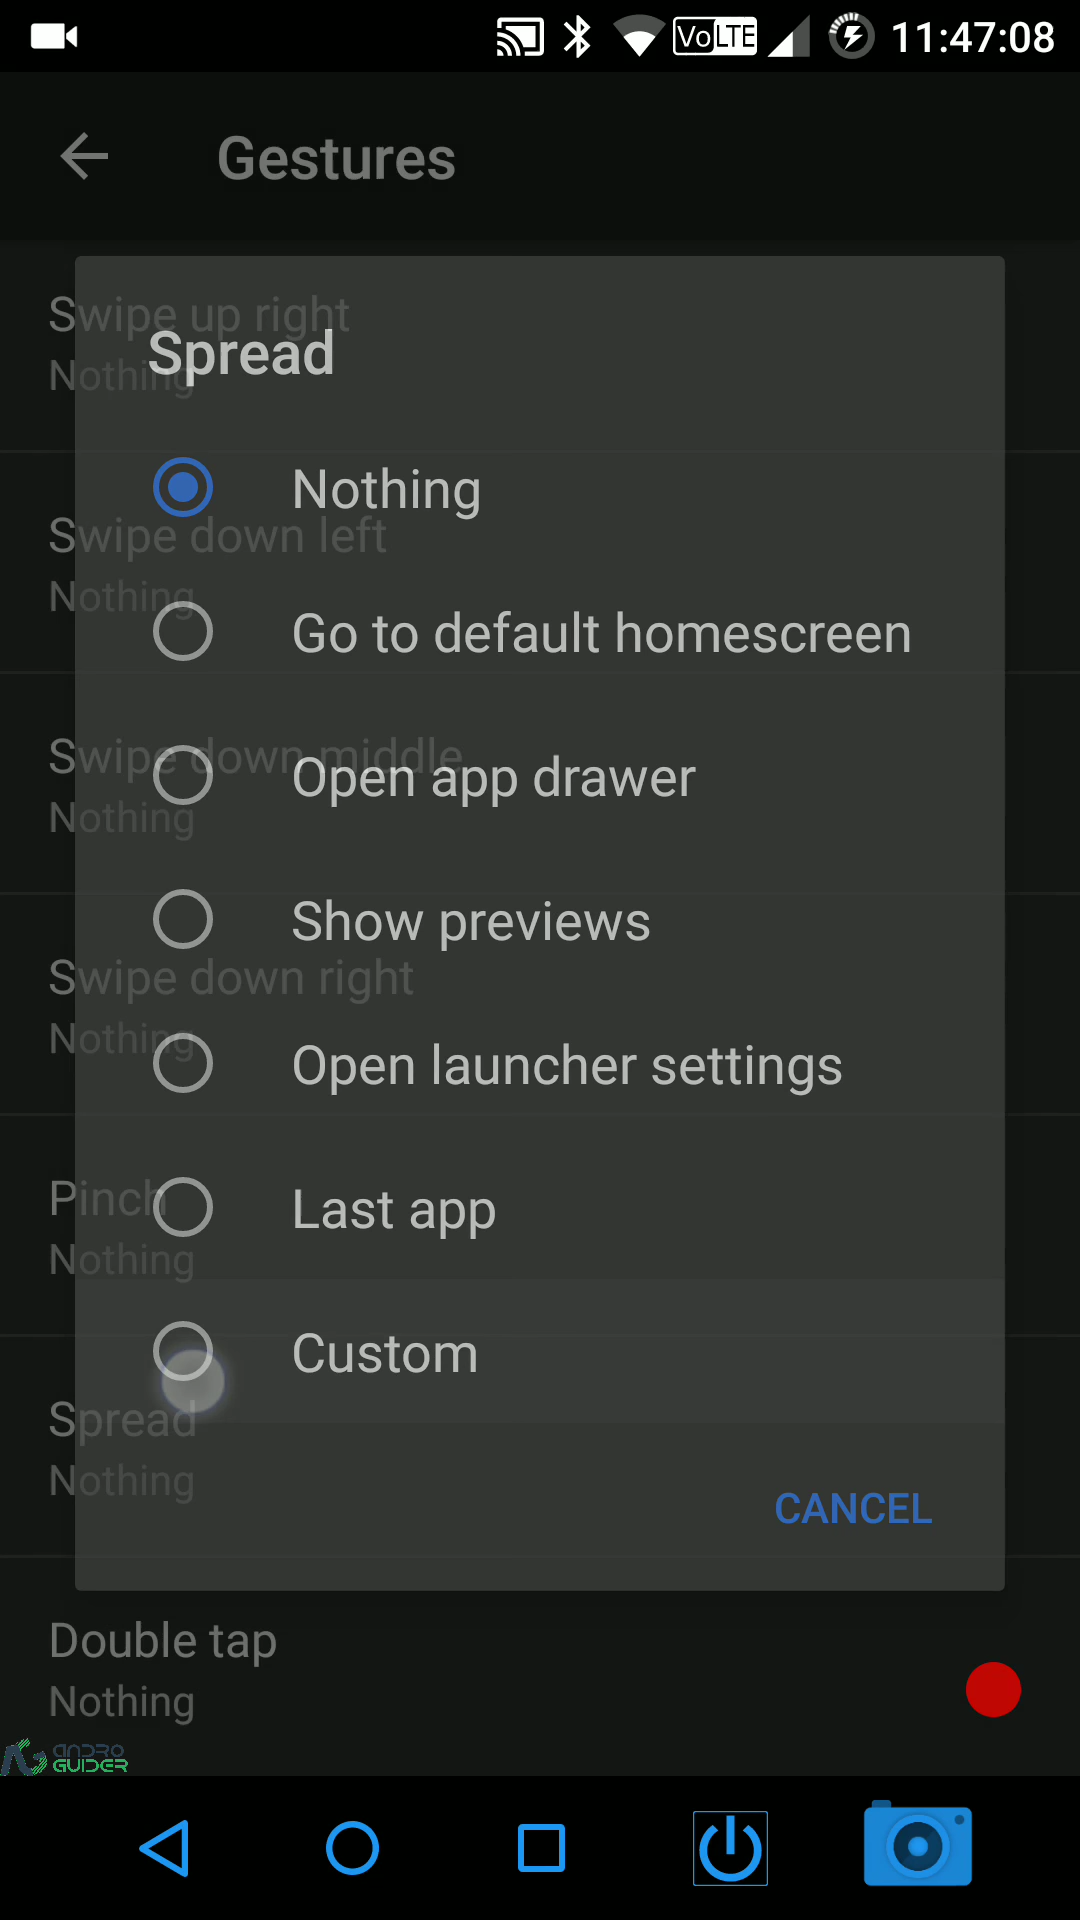 VoLTE 11:47:08
Gestures
Swipe up right
Nothing
Spread
Nothing
Swipe down left
Nothing
Go to default homescreen
Swipe down middle
Open app drawer
Nothing
Show previews
Swipe down right
Nothing
Open launcher settings
Pinch
Last app
Nothing
Custom
Spread
Nothing
CANCEL
Double tap
Nothing
ANDRO
GUIDER